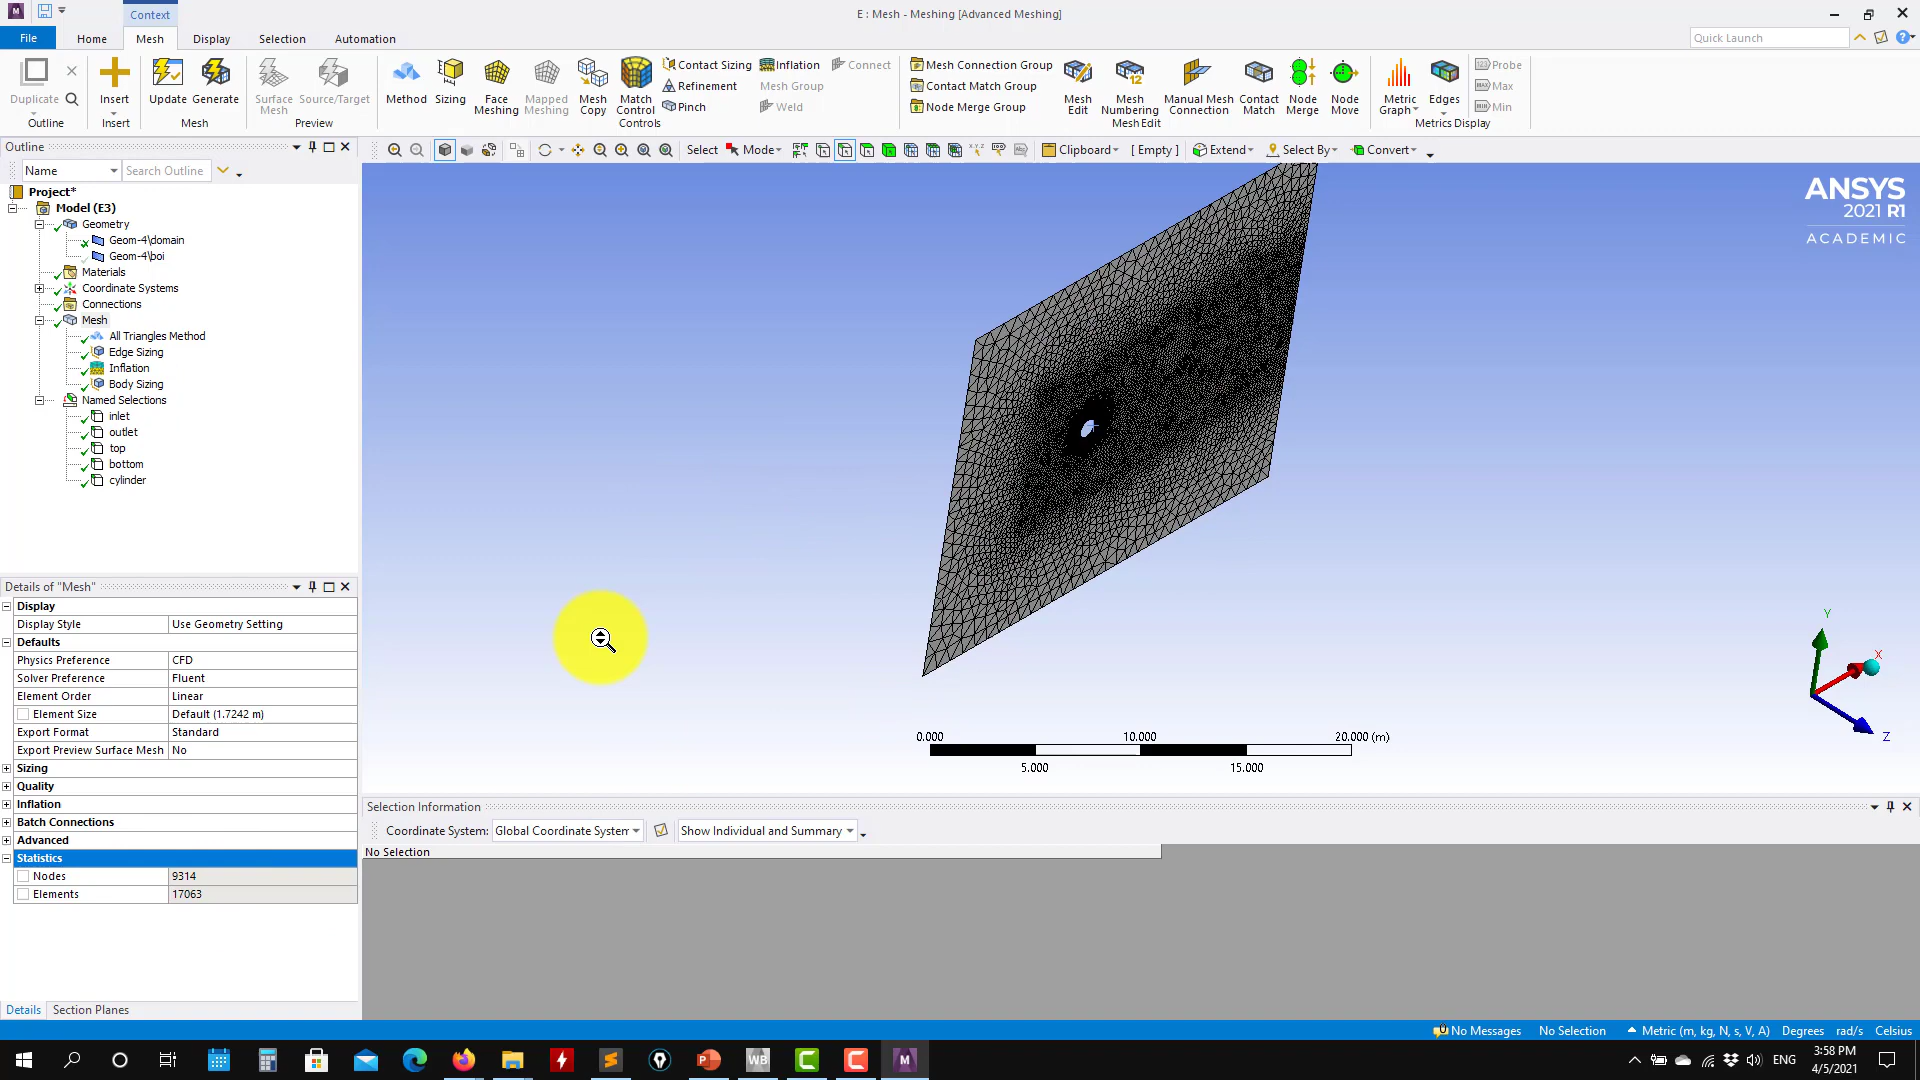 Context
E : Mesh - Meshing [Advanced Meshing]
File
Home
Mesh
Display
Selection
Automation
Quick Launch
Duplicate
Outline
Insert
Insert
Update
Generate
Mesh
Surface
Mesh
Source/Target
Preview
Method
Sizing
Face
Meshing
Mapped
Meshing
Mesh
Copy
Match
Control
Contact Sizing
Refinement
Pinch
Inflation
Mesh Group
Weld
Connect
Controls
Mesh Connection Group
Contact Match Group
Node Merge Group
Mesh
Edit
Mesh
Numbering
Manual Mesh
Connection
Contact
Match
Node
Merge
Node
Move
Mesh Edit
Metric
Graph
Edges
Probe
Max
Min
Metrics Display
Outline
Name
Search Outline
Select
Mode
Clipboard
[ Empty ]
Extend
Select By
Convert
Project*
Model (E3)
Geometry
Geom-4\domain
Geom-4\boi
Materials
Coordinate Systems
Connections
Mesh
All Triangles Method
Edge Sizing
Inflation
Body Sizing
Named Selections
inlet
outlet
top
bottom
cylinder
ANSYS
2021 R1
ACADEMIC
Details of "Mesh"
Display
Display Style Use Geometry Setting
Defaults
Physics Preference CFD
Solver Preference Fluent
Element Order Linear
Element Size Default (1.7242 m)
Export Format Standard
Export Preview Surface Mesh No
Sizing
Quality
Inflation
Batch Connections
Advanced
Statistics
Nodes 9314
Elements 17063
Details
Section Planes
0.000 10.000 20.000 (m)
5.000 15.000
Y
X
Z
Selection Information
Coordinate System: Global Coordinate System
Show Individual and Summary
No Selection
No Messages
No Selection
Metric (m, kg, N, s, V, A)
Degrees
rad/s
Celsius
WB
M
ENG
3:58 PM
4/5/2021